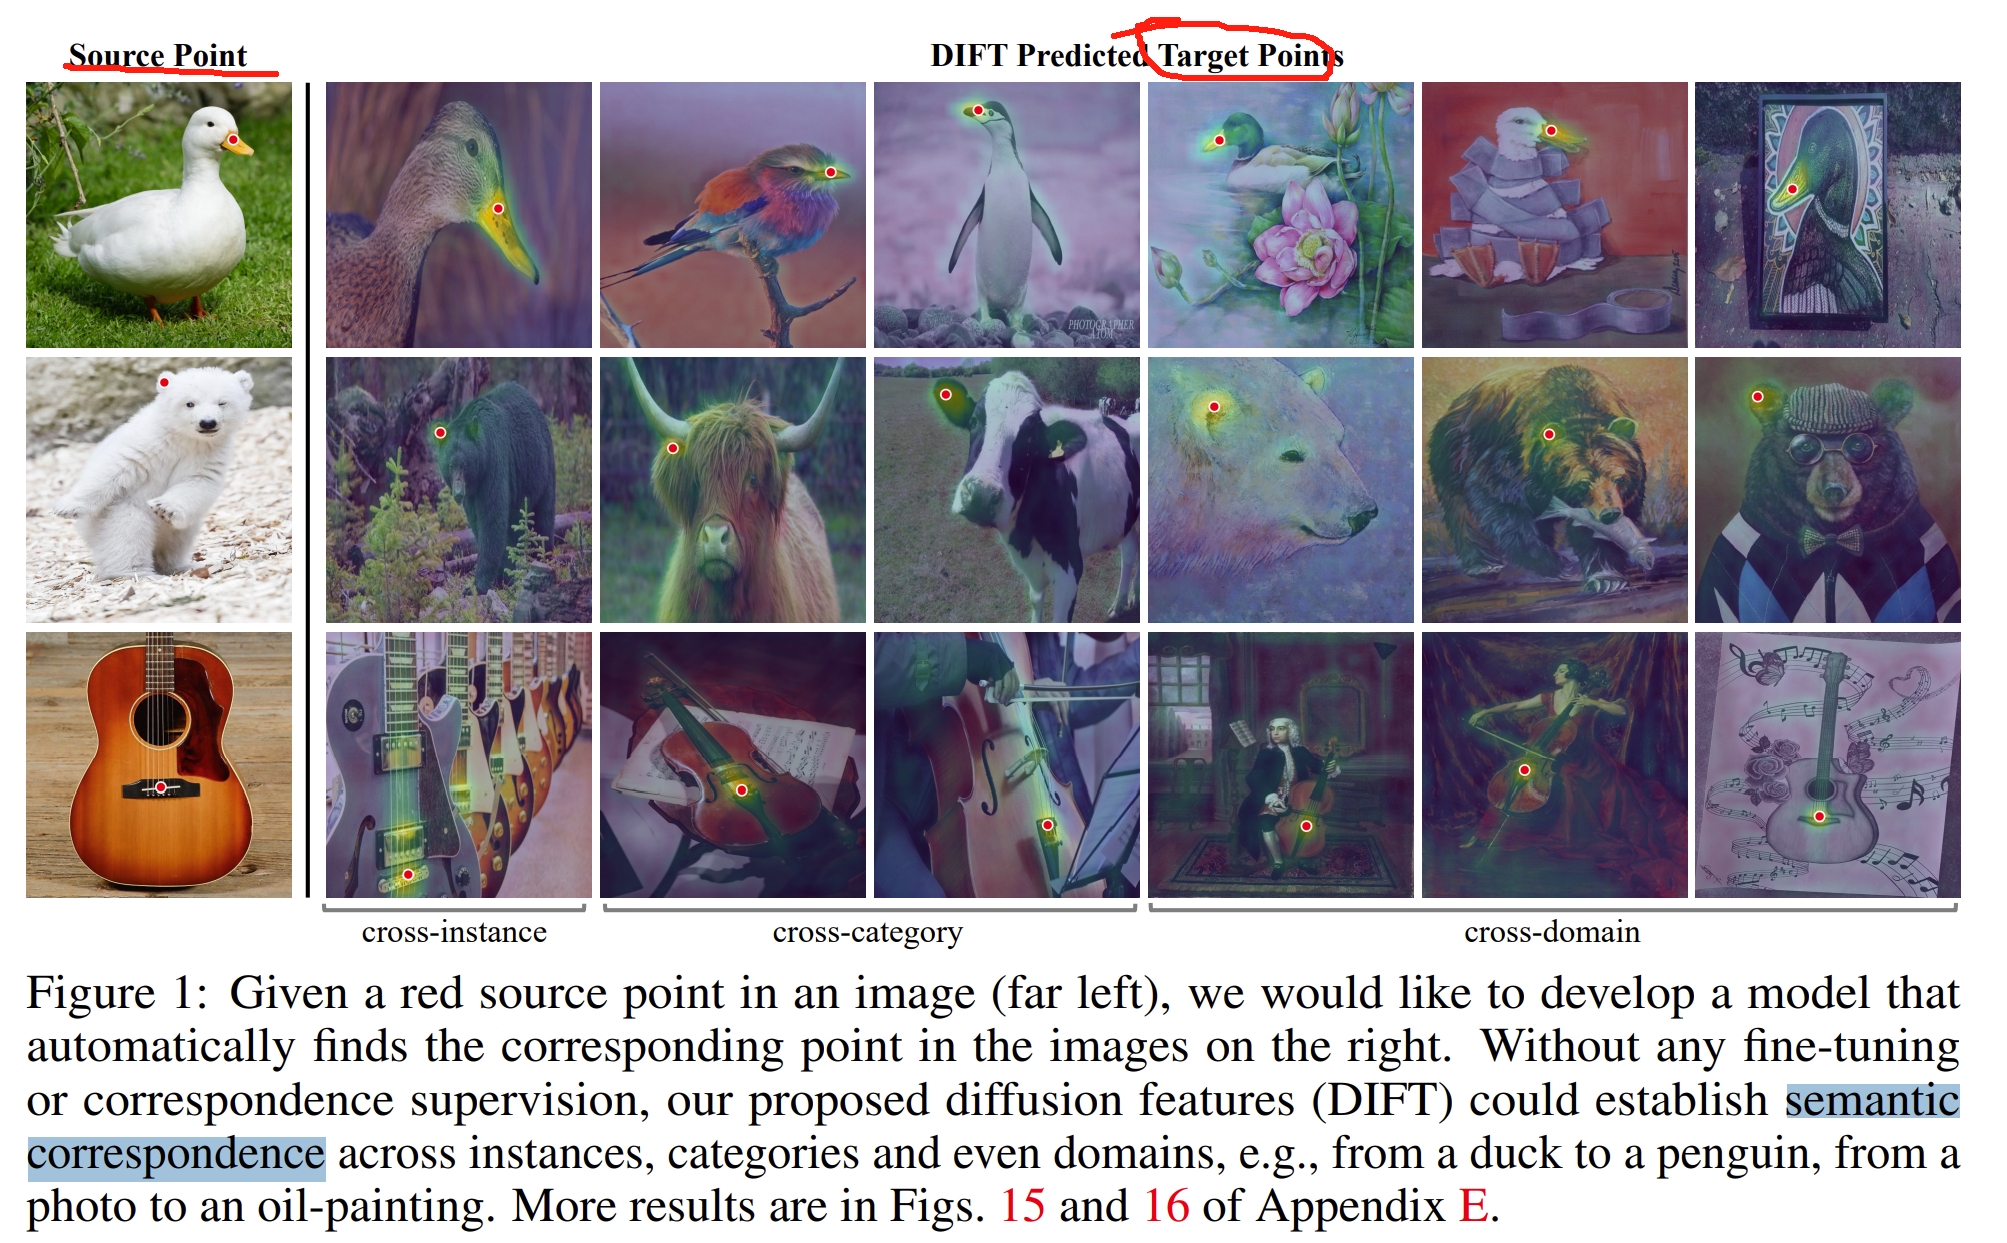 Source Point
DIFT Predicted Target Points
PHOTOGRAPHER
ATOM
cross-instance
cross-category
cross-domain
Figure 1: Given a red source point in an image (far left), we would like to develop a model that
automatically finds the corresponding point in the images on the right. Without any fine-tuning
or correspondence supervision, our proposed diffusion features (DIFT) could establish semantic
correspondence across instances, categories and even domains, e.g., from a duck to a penguin, from a
photo to an oil-painting. More results are in Figs. 15 and 16 of Appendix E.